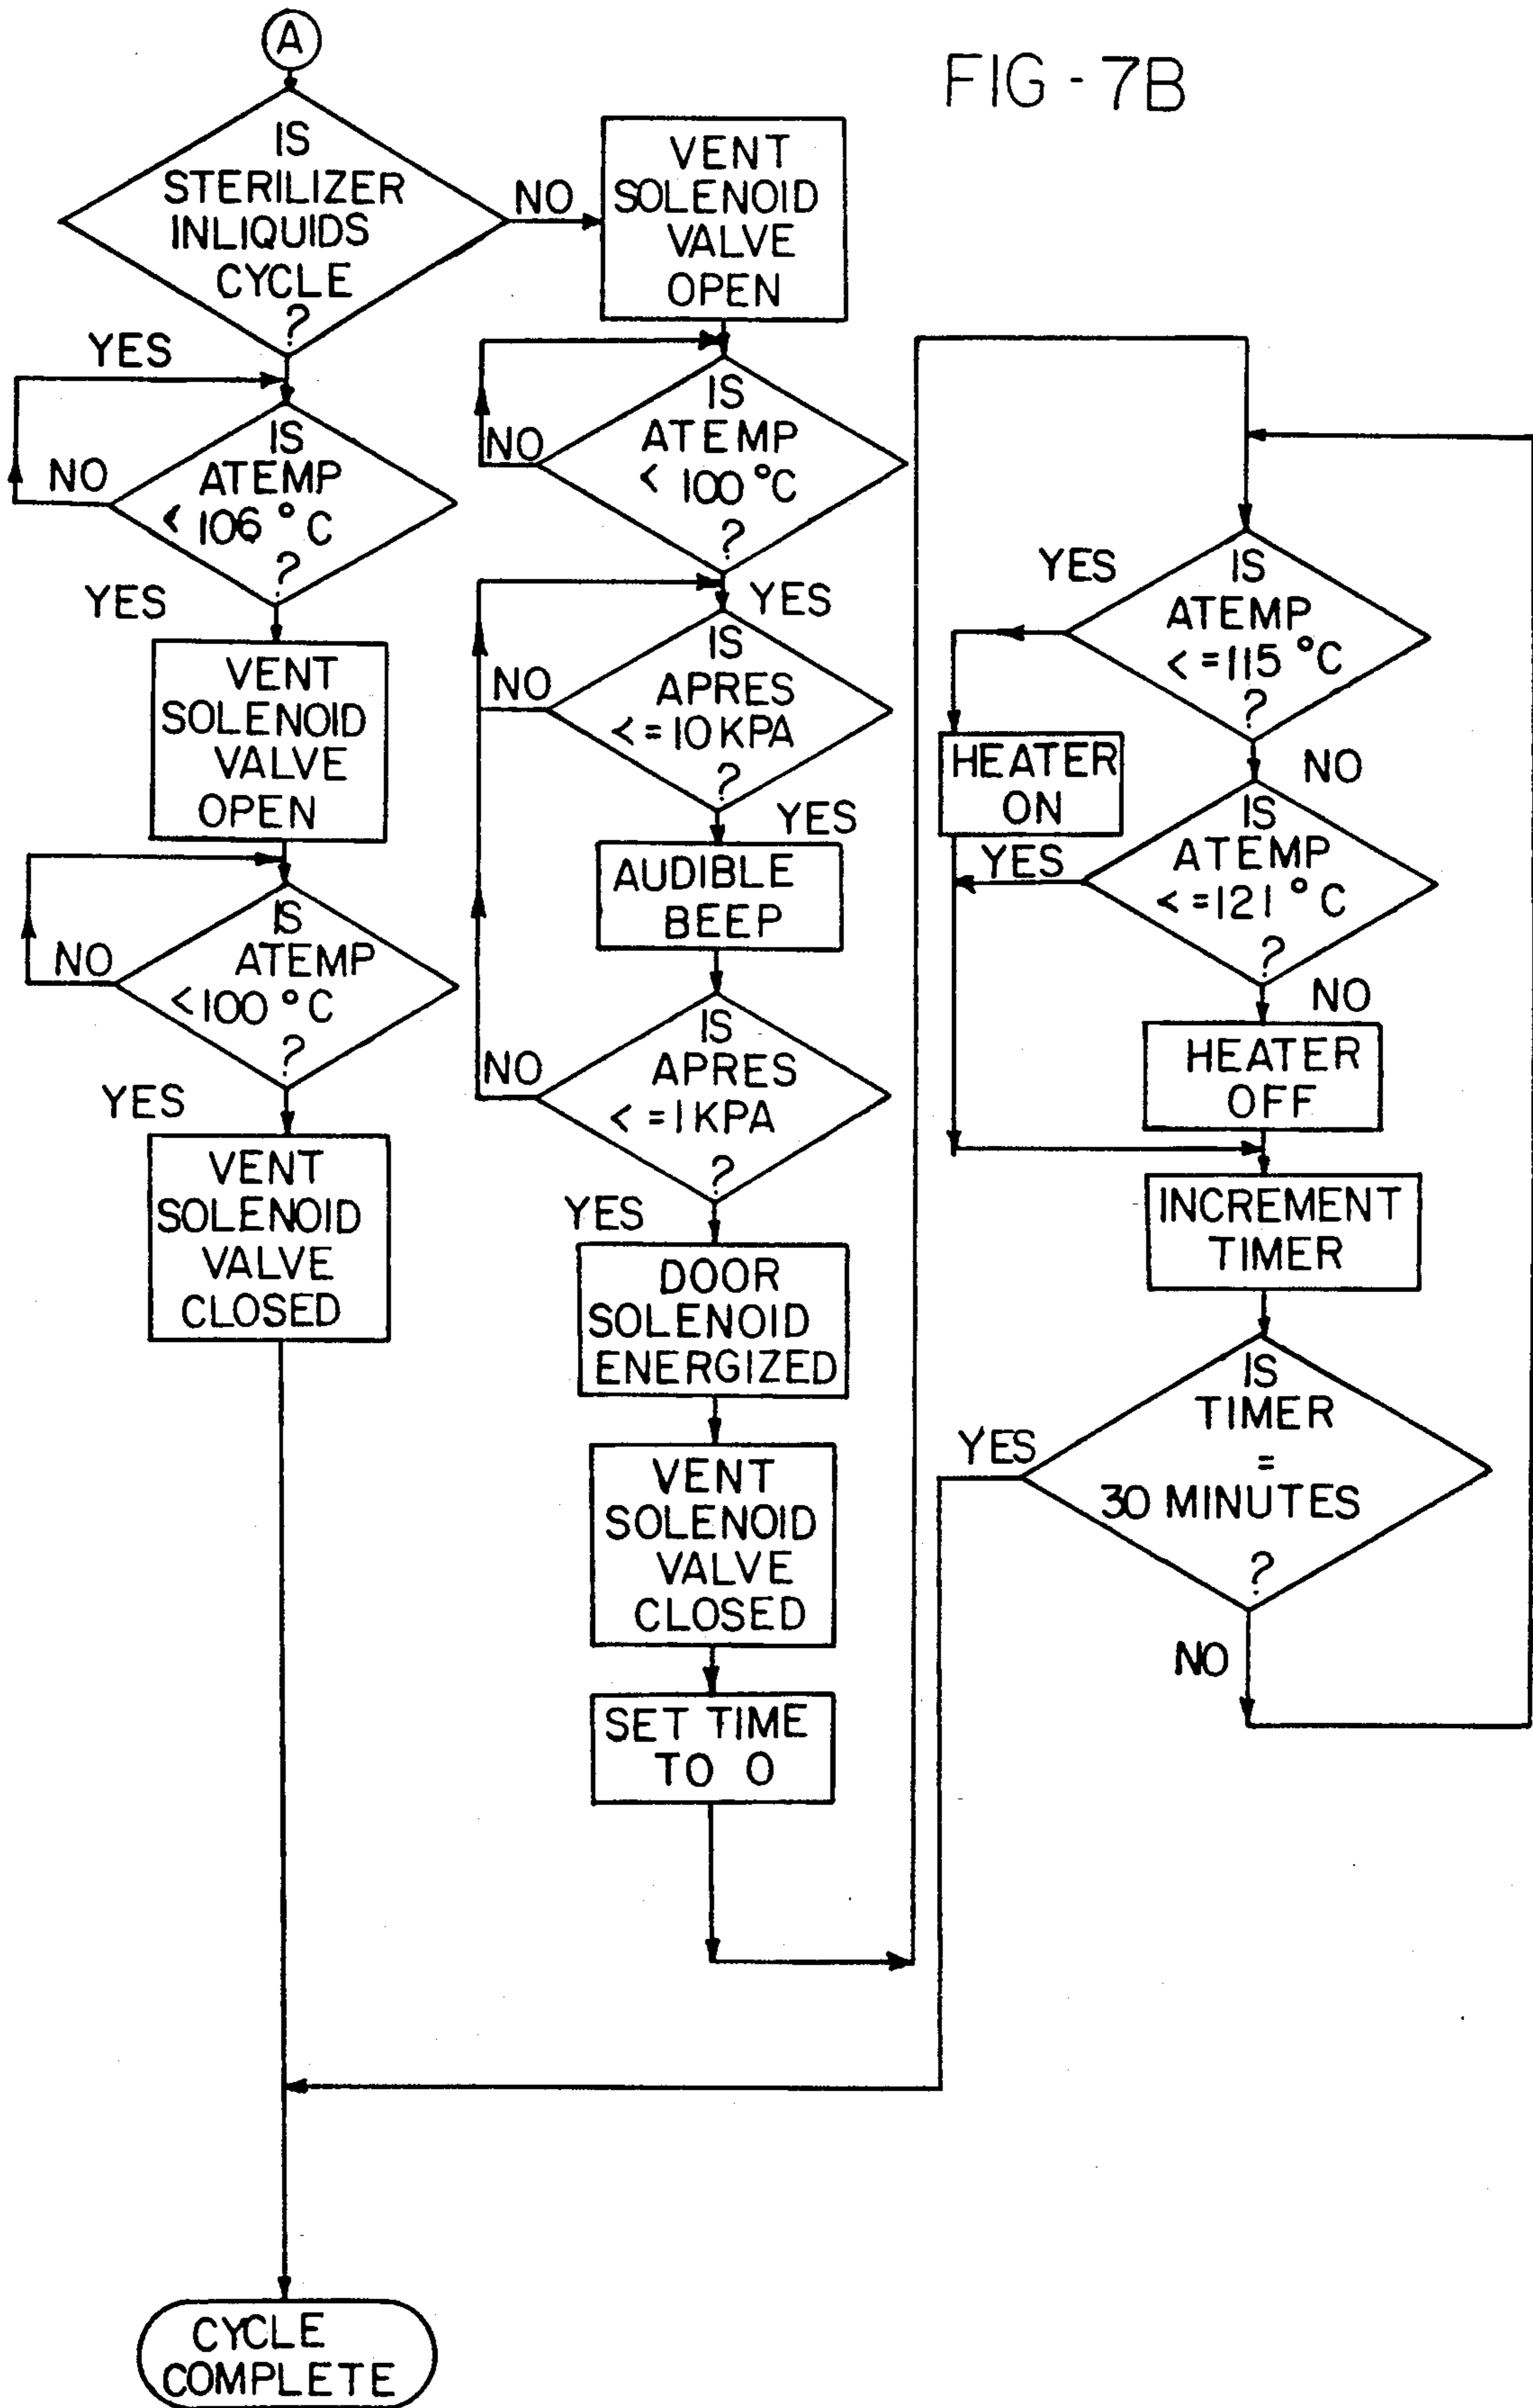 A
FIG - 7B
IS
STERILIZER
INLIQUIDS
CYCLE
?
NO
YES
VENT
SOLENOID
VALVE
OPEN
IS
ATEMP
< 106 °C
?
NO
YES
VENT
SOLENOID
VALVE
OPEN
IS
ATEMP
< 100 °C
?
NO
YES
VENT
SOLENOID
VALVE
CLOSED
IS
ATEMP
< 100 °C
?
NO
YES
IS
APRES
< = 10 KPA
?
NO
YES
AUDIBLE
BEEP
IS
APRES
< = 1 KPA
?
NO
YES
DOOR
SOLENOID
ENERGIZED
VENT
SOLENOID
VALVE
CLOSED
SET TIME
TO 0
IS
ATEMP
< = 115 °C
?
YES
NO
HEATER
ON
IS
ATEMP
< = 121 °C
?
YES
NO
HEATER
OFF
INCREMENT
TIMER
IS
TIMER
=
30 MINUTES
?
YES
NO
CYCLE
COMPLETE